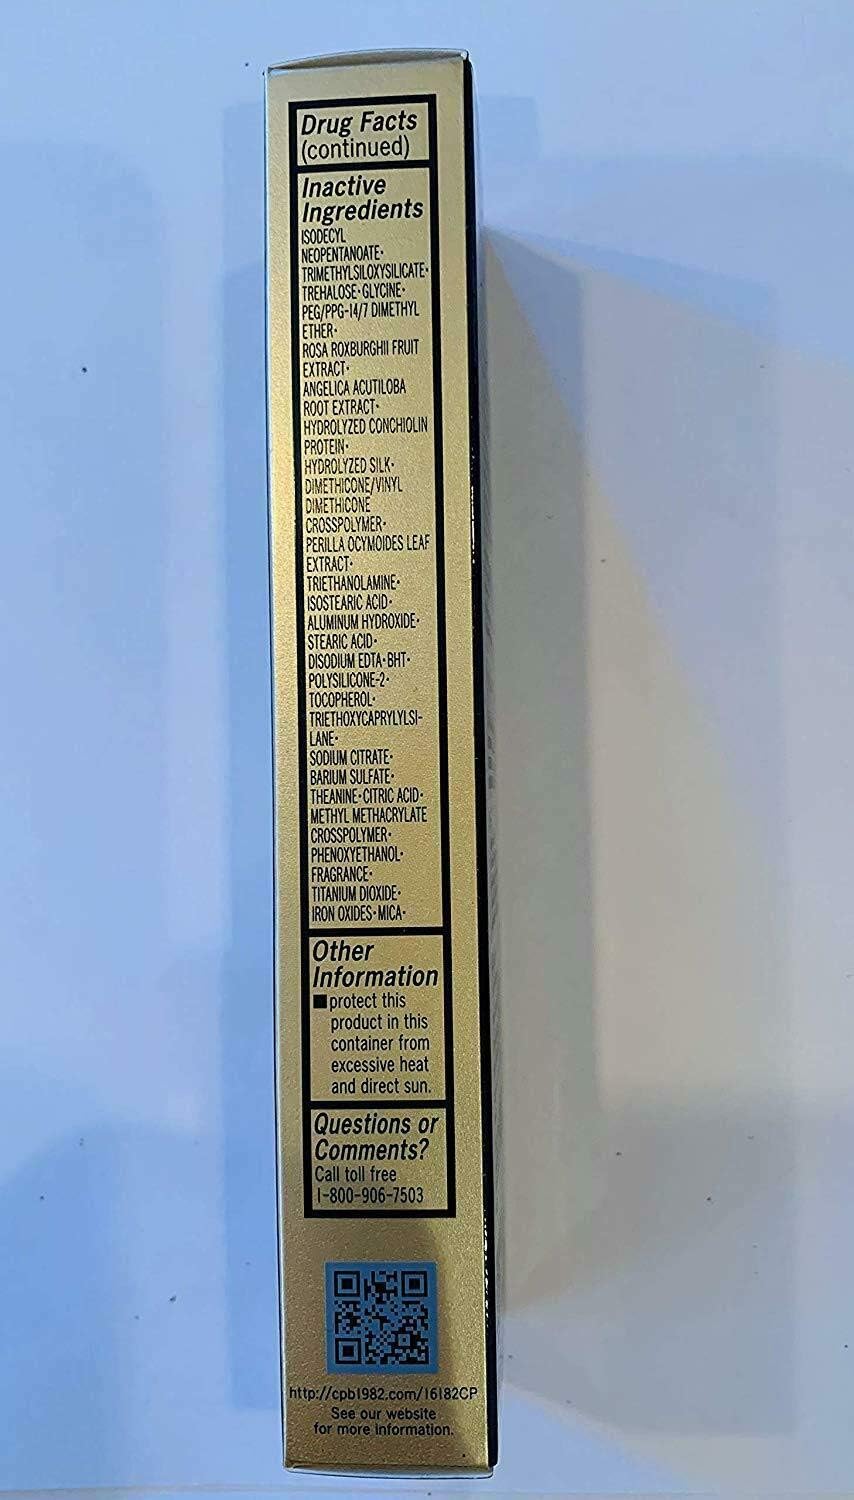 Drug Facts
(continued)
Inactive
Ingredients
ISODECYL
NEOPENTANOATE·
TRIMETHYLSILOXYSILICATE·
TREHALOSE·GLYCINE·
PEG/PPG-14/7 DIMETHYL
ETHER·
ROSA ROXBURGHII FRUIT
EXTRACT·
ANGELICA ACUTILOBA
ROOT EXTRACT·
HYDROLYZED CONCHIOLIN
PROTEIN·
HYDROLYZED SILK·
DIMETHICONE/VINYL
DIMETHICONE
CROSSPOLYMER·
PERILLA OCYMOIDES LEAF
EXTRACT·
TRIETHANOLAMINE·
ISOSTEARIC ACID·
ALUMINUM HYDROXIDE·
STEARIC ACID·
DISODIUM EDTA·BHT·
POLYSILICONE-2·
TOCOPHEROL·
TRIETHOXYCAPRYLYLSI-
LANE·
SODIUM CITRATE·
BARIUM SULFATE·
THEANINE·CITRIC ACID·
METHYL METHACRYLATE
CROSSPOLYMER·
PHENOXYETHANOL·
FRAGRANCE·
TITANIUM DIOXIDE·
IRON OXIDES·MICA·
Other
Information
■ protect this
product in this
container from
excessive heat
and direct sun.
Questions or
Comments?
Call toll free
1-800-906-7503
http://cpb1982.com/16182CP
See our website
for more information.